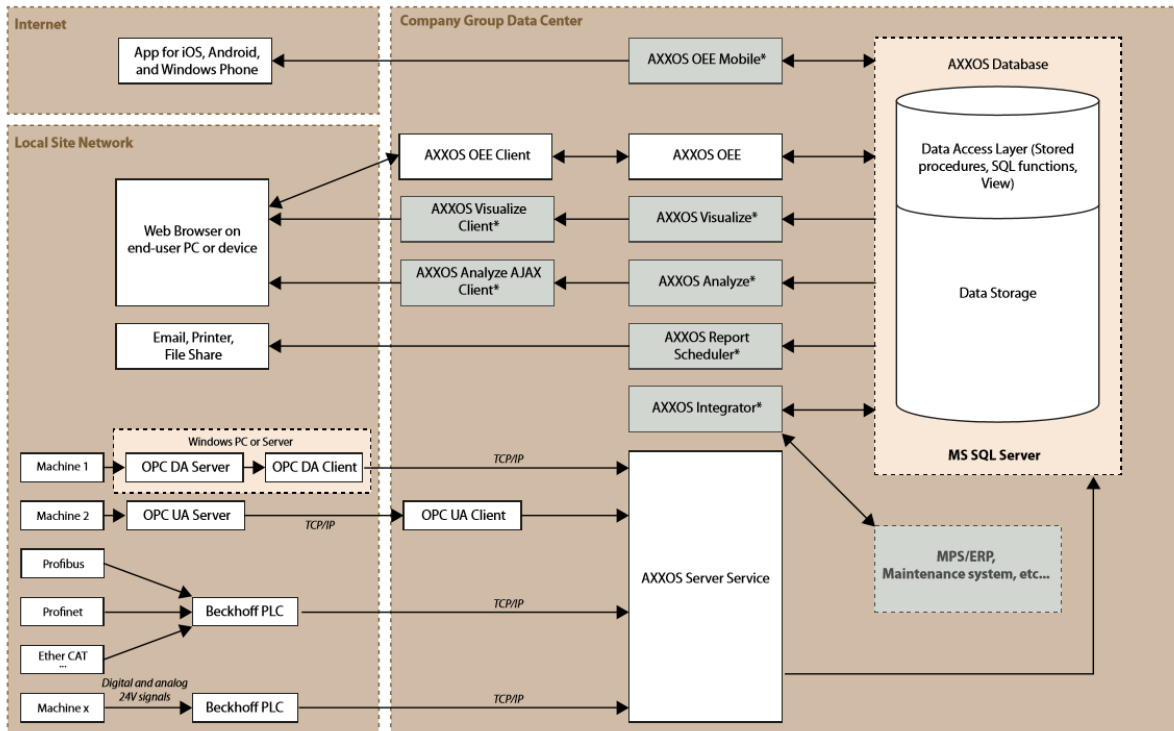 Internet
App for iOS, Android,
and Windows Phone
Company Group Data Center
AXXOS OEE Mobile*
AXXOS Database
Data Access Layer (Stored
procedures, SQL functions,
View)
Data Storage
MS SQL Server
Local Site Network
AXXOS OEE Client
AXXOS OEE
Web Browser on
end-user PC or device
AXXOS Visualize
Client*
AXXOS Visualize*
AXXOS Analyze AJAX
Client*
AXXOS Analyze*
Email, Printer,
File Share
AXXOS Report
Scheduler*
AXXOS Integrator*
Windows PC or Server
Machine 1
OPC DA Server
OPC DA Client
TCP/IP
Machine 2
OPC UA Server
TCP/IP
OPC UA Client
AXXOS Server Service
MPS/ERP,
Maintenance system, etc...
Profibus
Profinet
Ether CAT
...
Beckhoff PLC
TCP/IP
Digital and analog
24V signals
Machine x
Beckhoff PLC
TCP/IP